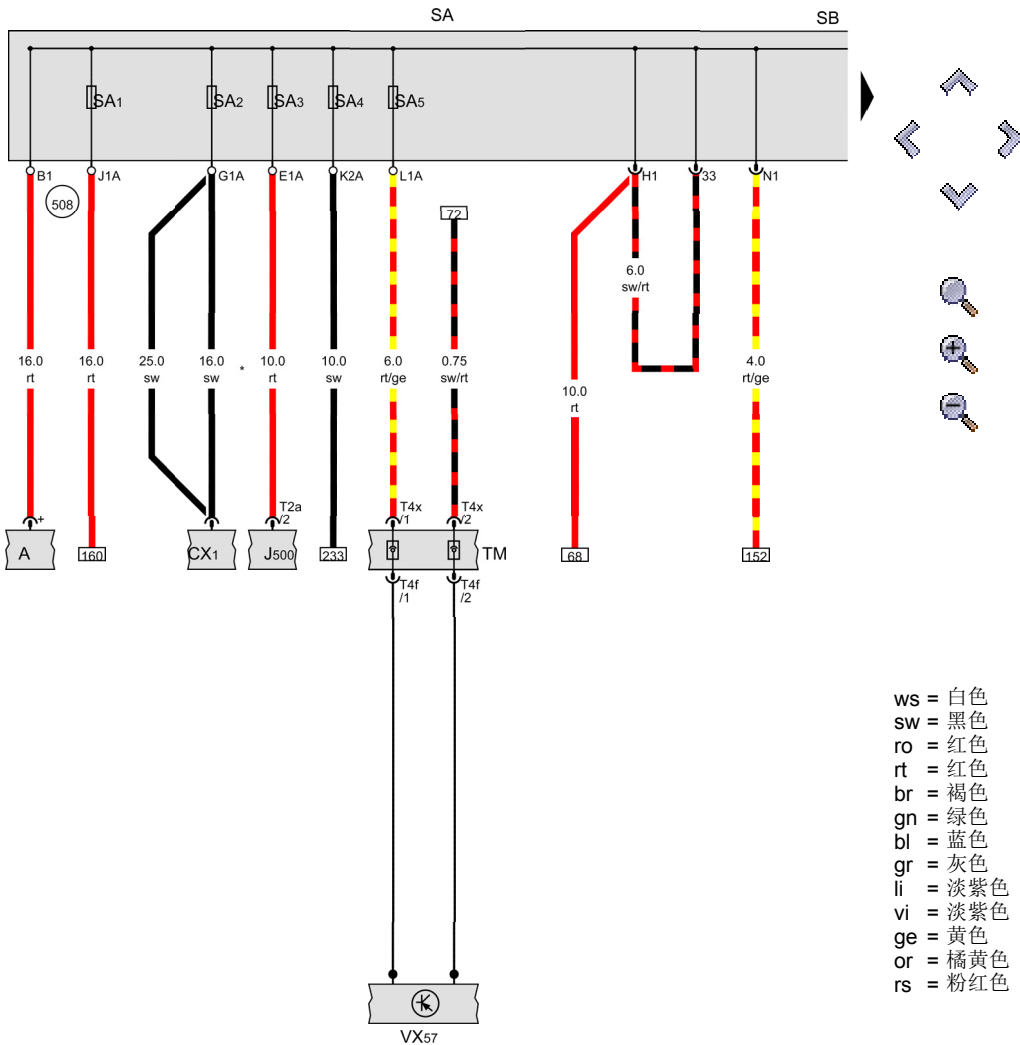 SA
SB
SA1
SA2
SA3
SA4
SA5
B1
J1A
G1A
E1A
K2A
L1A
H1
33
N1
508
72
6.0
sw/rt
16.0
rt
16.0
rt
25.0
sw
16.0
sw
*
10.0
rt
10.0
sw
6.0
rt/ge
0.75
sw/rt
4.0
rt/ge
10.0
rt
+
T2a
/2
T4x
/1
T4x
/2
A
160
CX1
J500
233
TM
68
152
T4f
/1
T4f
/2
ws = 白色
sw = 黑色
ro = 红色
rt = 红色
br = 褐色
gn = 绿色
bl = 蓝色
gr = 灰色
li = 淡紫色
vi = 淡紫色
ge = 黄色
or = 橘黄色
rs = 粉红色
VX57